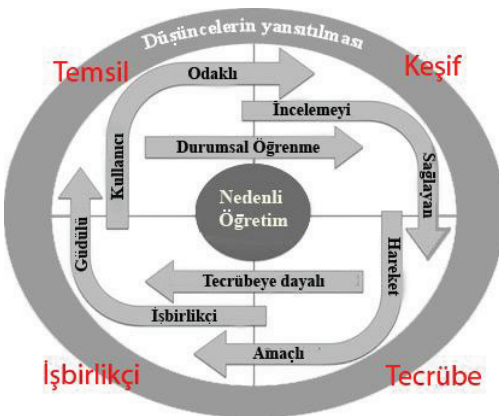 Düşüncelerin yansıtılması
Temsil
Keşif
Kullanıcı
Odaklı
İncelemeyi
Sağlayan
Durumsal Öğrenme
Nedenli
Öğretim
Güdülü
Hareket
Tecrübeye dayalı
İşbirlikçi
Amaçlı
İşbirlikçi
Tecrübe